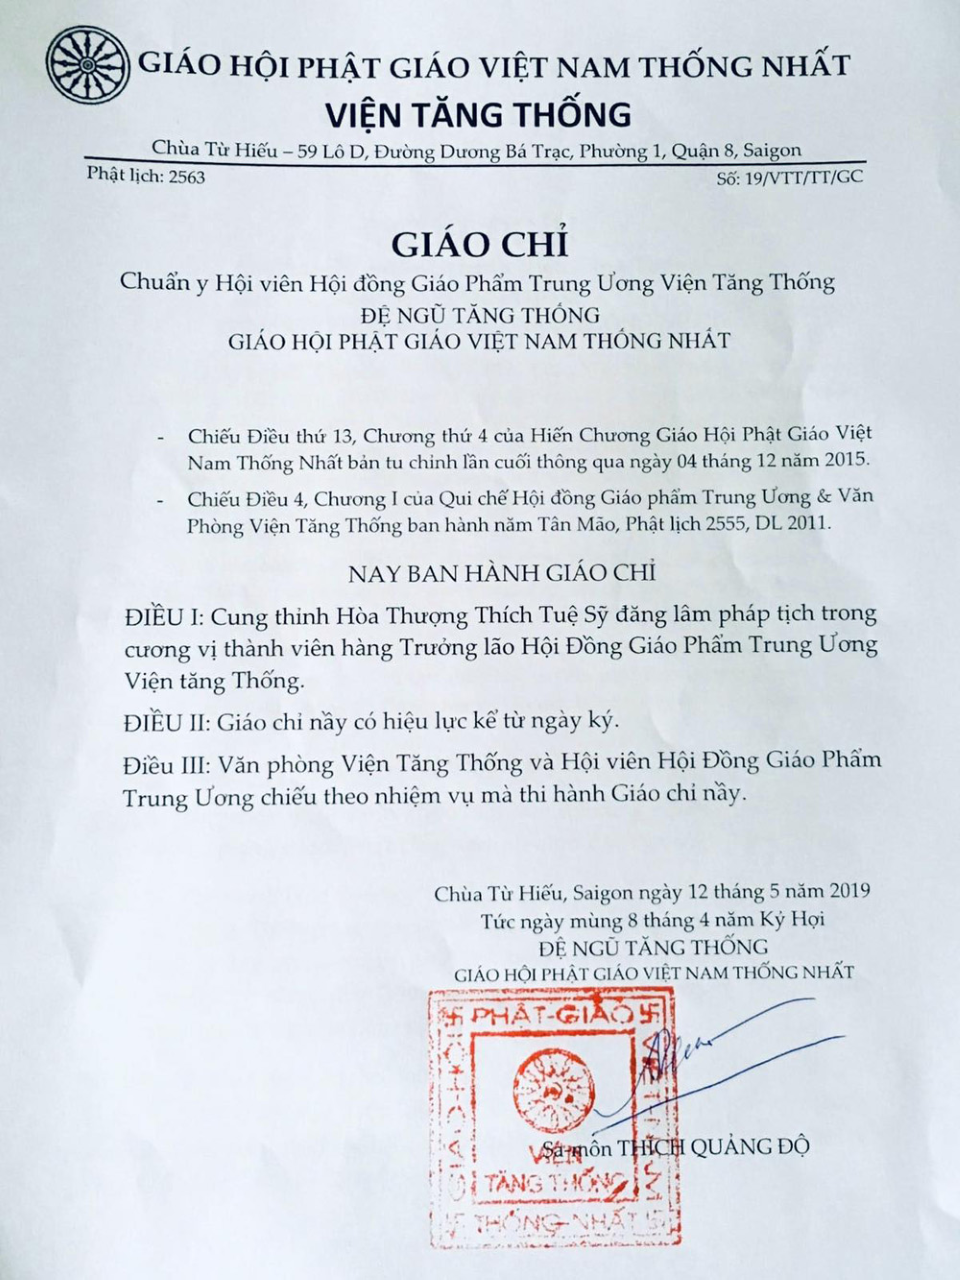 GIÁO HỘI PHẬT GIÁO VIỆT NAM THỐNG NHẤT
VIỆN TĂNG THỐNG
Chùa Từ Hiếu – 59 Lô D, Đường Dương Bá Trạc, Phường 1, Quận 8, Saigon
Phật lịch: 2563
Số: 19/VTT/TT/GC
GIÁO CHỈ
Chuẩn y Hội viên Hội đồng Giáo Phẩm Trung Ương Viện Tăng Thống
ĐỆ NGŨ TĂNG THỐNG
GIÁO HỘI PHẬT GIÁO VIỆT NAM THỐNG NHẤT
- Chiếu Điều thứ 13, Chương thứ 4 của Hiến Chương Giáo Hội Phật Giáo Việt
Nam Thống Nhất bản tu chỉnh lần cuối thông qua ngày 04 tháng 12 năm 2015.
- Chiếu Điều 4, Chương I của Qui chế Hội đồng Giáo phẩm Trung Ương & Văn
Phòng Viện Tăng Thống ban hành năm Tân Mão, Phật lịch 2555, DL 2011.
NAY BAN HÀNH GIÁO CHỈ
ĐIỀU I: Cung thỉnh Hòa Thượng Thích Tuệ Sỹ đăng lâm pháp tịch trong
cương vị thành viên hàng Trưởng lão Hội Đồng Giáo Phẩm Trung Ương
Viện tăng Thống.
ĐIỀU II: Giáo chỉ nầy có hiệu lực kể từ ngày ký.
Điều III: Văn phòng Viện Tăng Thống và Hội viên Hội Đồng Giáo Phẩm
Trung Ương chiếu theo nhiệm vụ mà thi hành Giáo chỉ nầy.
Chùa Từ Hiếu, Saigon ngày 12 tháng 5 năm 2019
Tức ngày mùng 8 tháng 4 năm Kỷ Hợi
ĐỆ NGŨ TĂNG THỐNG
GIÁO HỘI PHẬT GIÁO VIỆT NAM THỐNG NHẤT
卐 PHẬT-GIÁO 卐
GIÁO-HỘI
VIỆT NAM
VIỆN
TĂNG THỐNG
卐 THỐNG-NHẤT 卐
Sa-môn THÍCH QUẢNG ĐỘ